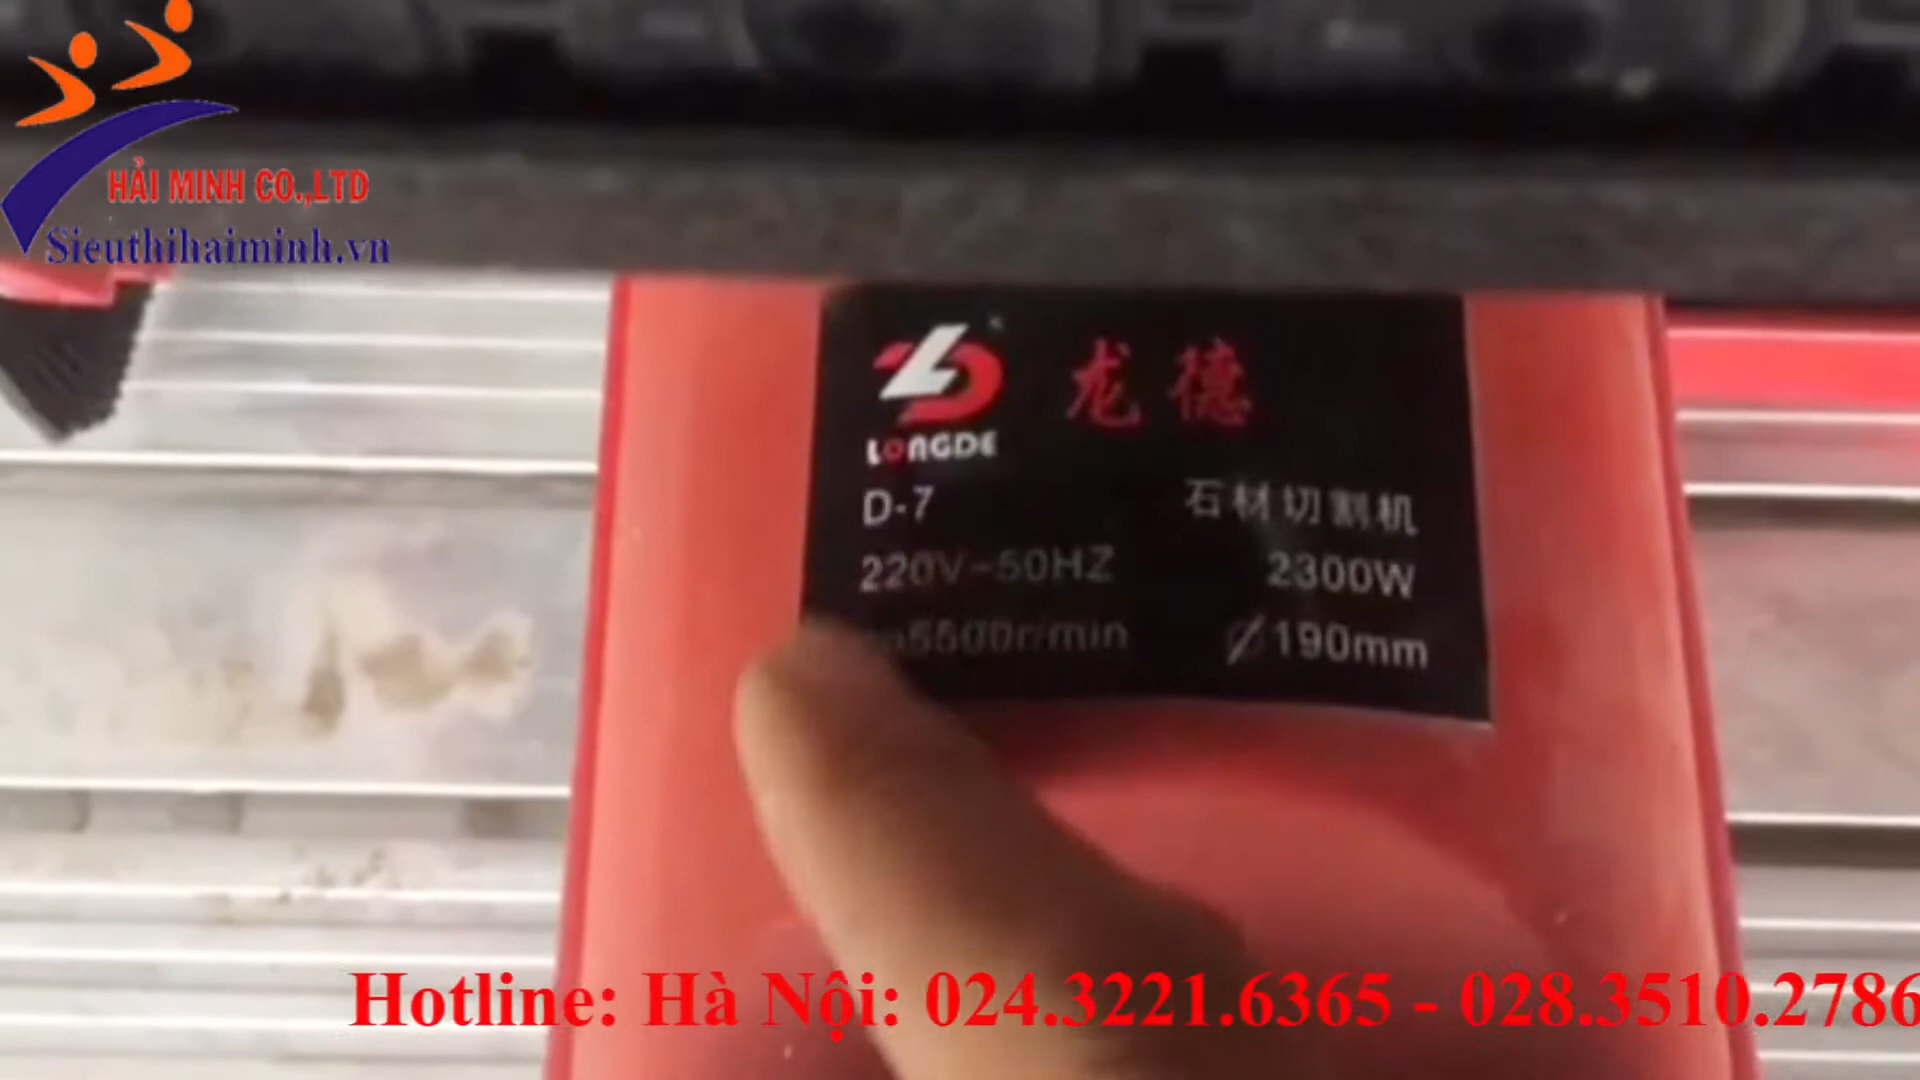 HẢI MINH CO.,LTD
Sieuthihaiminh.vn
龙德
LONGDE
D-7 石材切割机
220V-50HZ 2300W
5500r/min Ø190mm
Hotline: Hà Nội: 024.3221.6365 - 028.3510.2786